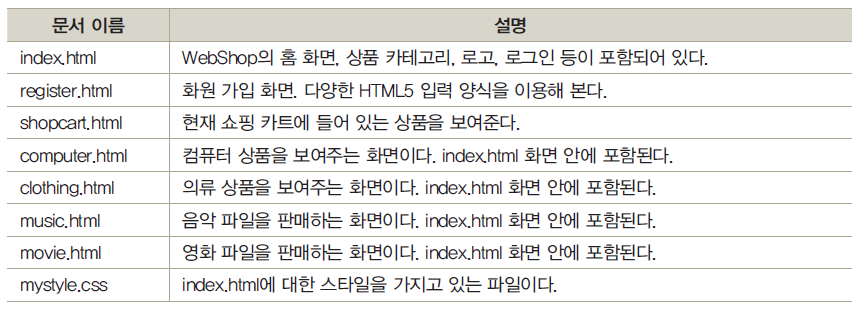 문서 이름 설명
index.html WebShop의 홈 화면, 상품 카테고리, 로고, 로그인 등이 포함되어 있다.
register.html 화원 가입 화면. 다양한 HTML5 입력 양식을 이용해 본다.
shopcart.html 현재 쇼핑 카트에 들어 있는 상품을 보여준다.
computer.html 컴퓨터 상품을 보여주는 화면이다. index.html 화면 안에 포함된다.
clothing.html 의류 상품을 보여주는 화면이다. index.html 화면 안에 포함된다.
music.html 음악 파일을 판매하는 화면이다. index.html 화면 안에 포함된다.
movie.html 영화 파일을 판매하는 화면이다. index.html 화면 안에 포함된다.
mystyle.css index.html에 대한 스타일을 가지고 있는 파일이다.